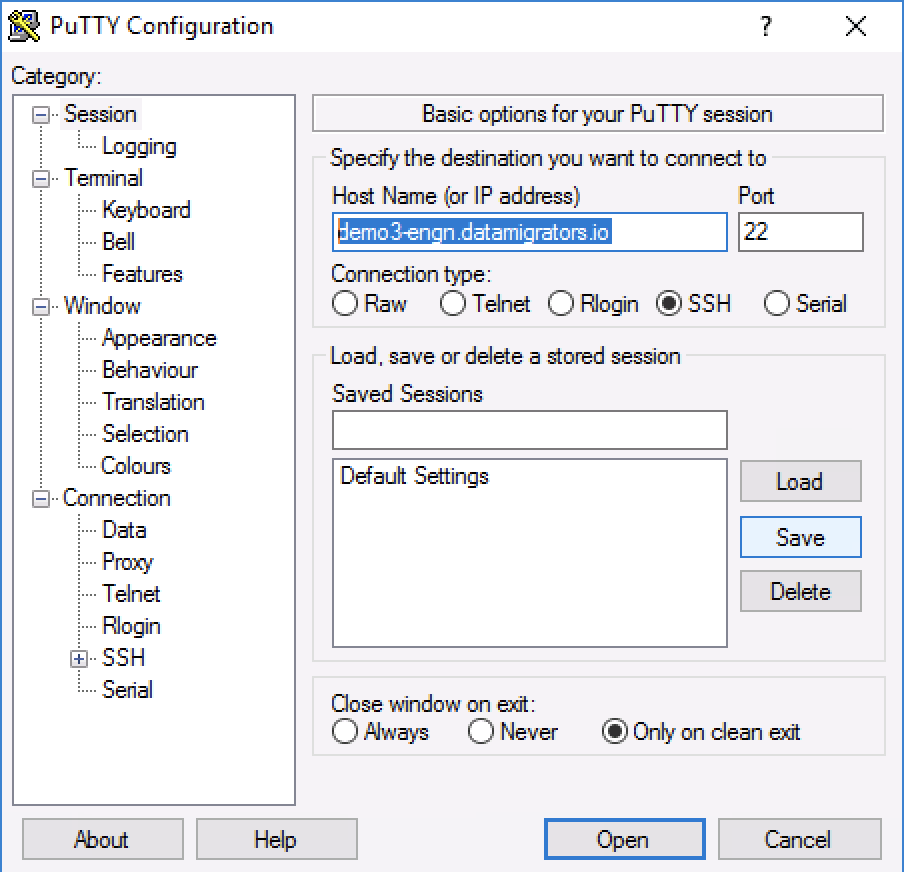 PuTTY Configuration
?
Category:
Session
Logging
Terminal
Keyboard
Bell
Features
Window
Appearance
Behaviour
Translation
Selection
Colours
Connection
Data
Proxy
Telnet
Rlogin
SSH
Serial
Basic options for your PuTTY session
Specify the destination you want to connect to
Host Name (or IP address) Port
demo3-engn.datamigrators.io 22
Connection type:
Raw Telnet Rlogin SSH Serial
Load, save or delete a stored session
Saved Sessions
Default Settings
Load
Save
Delete
Close window on exit:
Always Never Only on clean exit
About Help Open Cancel